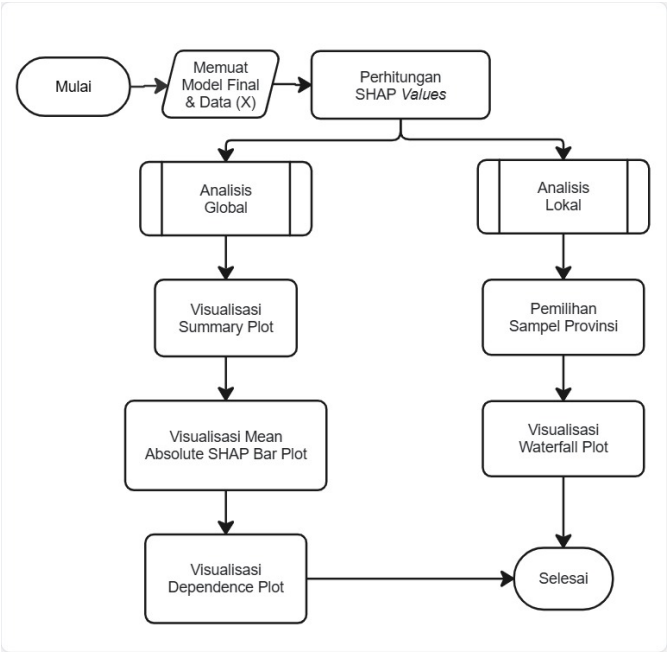 Mulai
Memuat
Model Final
& Data (X)
Perhitungan
SHAP Values
Analisis
Global
Analisis
Lokal
Visualisasi
Summary Plot
Pemilihan
Sampel Provinsi
Visualisasi Mean
Absolute SHAP Bar Plot
Visualisasi
Waterfall Plot
Visualisasi
Dependence Plot
Selesai